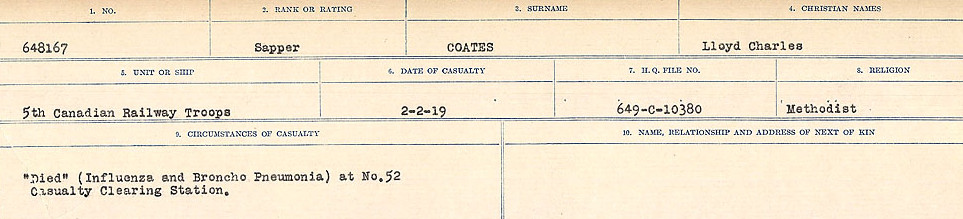 1. NO.
2. RANK OR RATING
3. SURNAME
4. CHRISTIAN NAMES
648167
Sapper
COATES
Lloyd Charles
5. UNIT OR SHIP
6. DATE OF CASUALTY
7. H. Q. FILE NO.
8. RELIGION
5th Canadian Railway Troops
2-2-19
649-C-10380
Methodist
9. CIRCUMSTANCES OF CASUALTY
10. NAME, RELATIONSHIP AND ADDRESS OF NEXT OF KIN
"Died" (Influenza and Broncho Pneumonia) at No.52
Casualty Clearing Station.